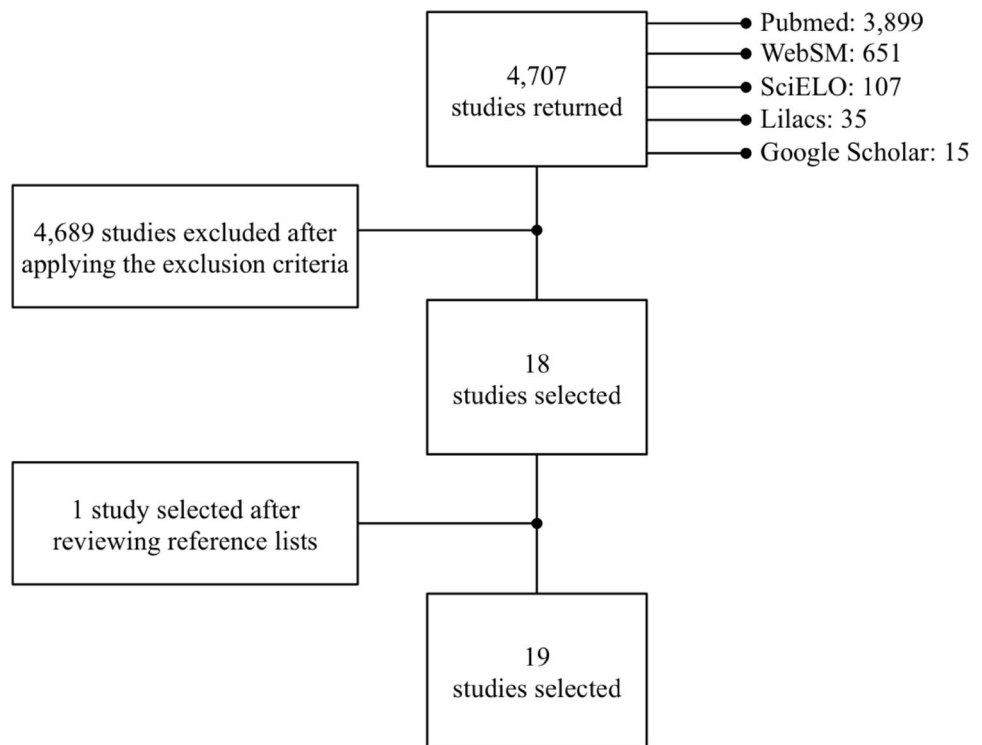 4,707
studies returned
Pubmed: 3,899
WebSM: 651
SciELO: 107
Lilacs: 35
Google Scholar: 15
4,689 studies excluded after
applying the exclusion criteria
18
studies selected
1 study selected after
reviewing reference lists
19
studies selected